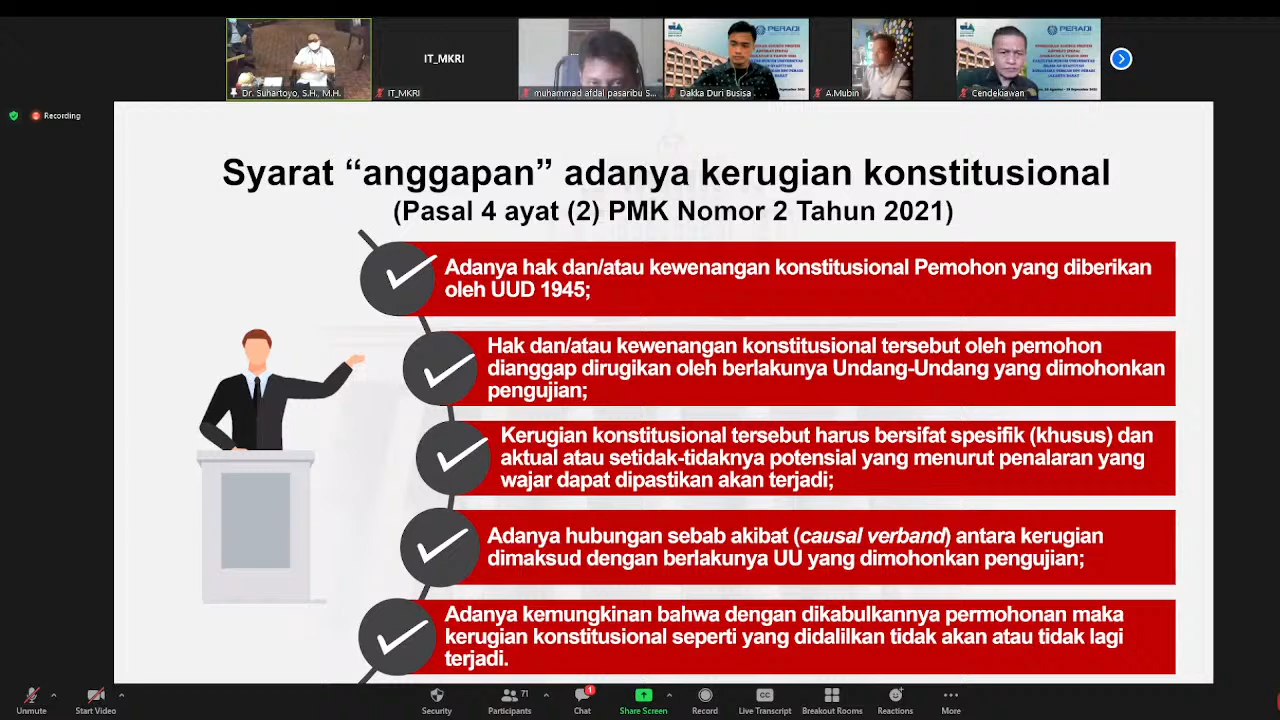 IT_MKRI
Dr. Suhartoyo, S.H., M.H.
IT_MKRI
muhammad afdal pasaribu S...
Dakka Duri Busisa
A.Mubin
Cendekiawan
PERADI
PERADI
Recording
Syarat “anggapan” adanya kerugian konstitusional
(Pasal 4 ayat (2) PMK Nomor 2 Tahun 2021)
Adanya hak dan/atau kewenangan konstitusional Pemohon yang diberikan
oleh UUD 1945;
Hak dan/atau kewenangan konstitusional tersebut oleh pemohon
dianggap dirugikan oleh berlakunya Undang-Undang yang dimohonkan
pengujian;
Kerugian konstitusional tersebut harus bersifat spesifik (khusus) dan
aktual atau setidak-tidaknya potensial yang menurut penalaran yang
wajar dapat dipastikan akan terjadi;
Adanya hubungan sebab akibat (causal verband) antara kerugian
dimaksud dengan berlakunya UU yang dimohonkan pengujian;
Adanya kemungkinan bahwa dengan dikabulkannya permohonan maka
kerugian konstitusional seperti yang didalilkan tidak akan atau tidak lagi
terjadi.
Unmute
Start Video
Security
71
Participants
1
Chat
Share Screen
Record
CC
Live Transcript
Breakout Rooms
Reactions
More